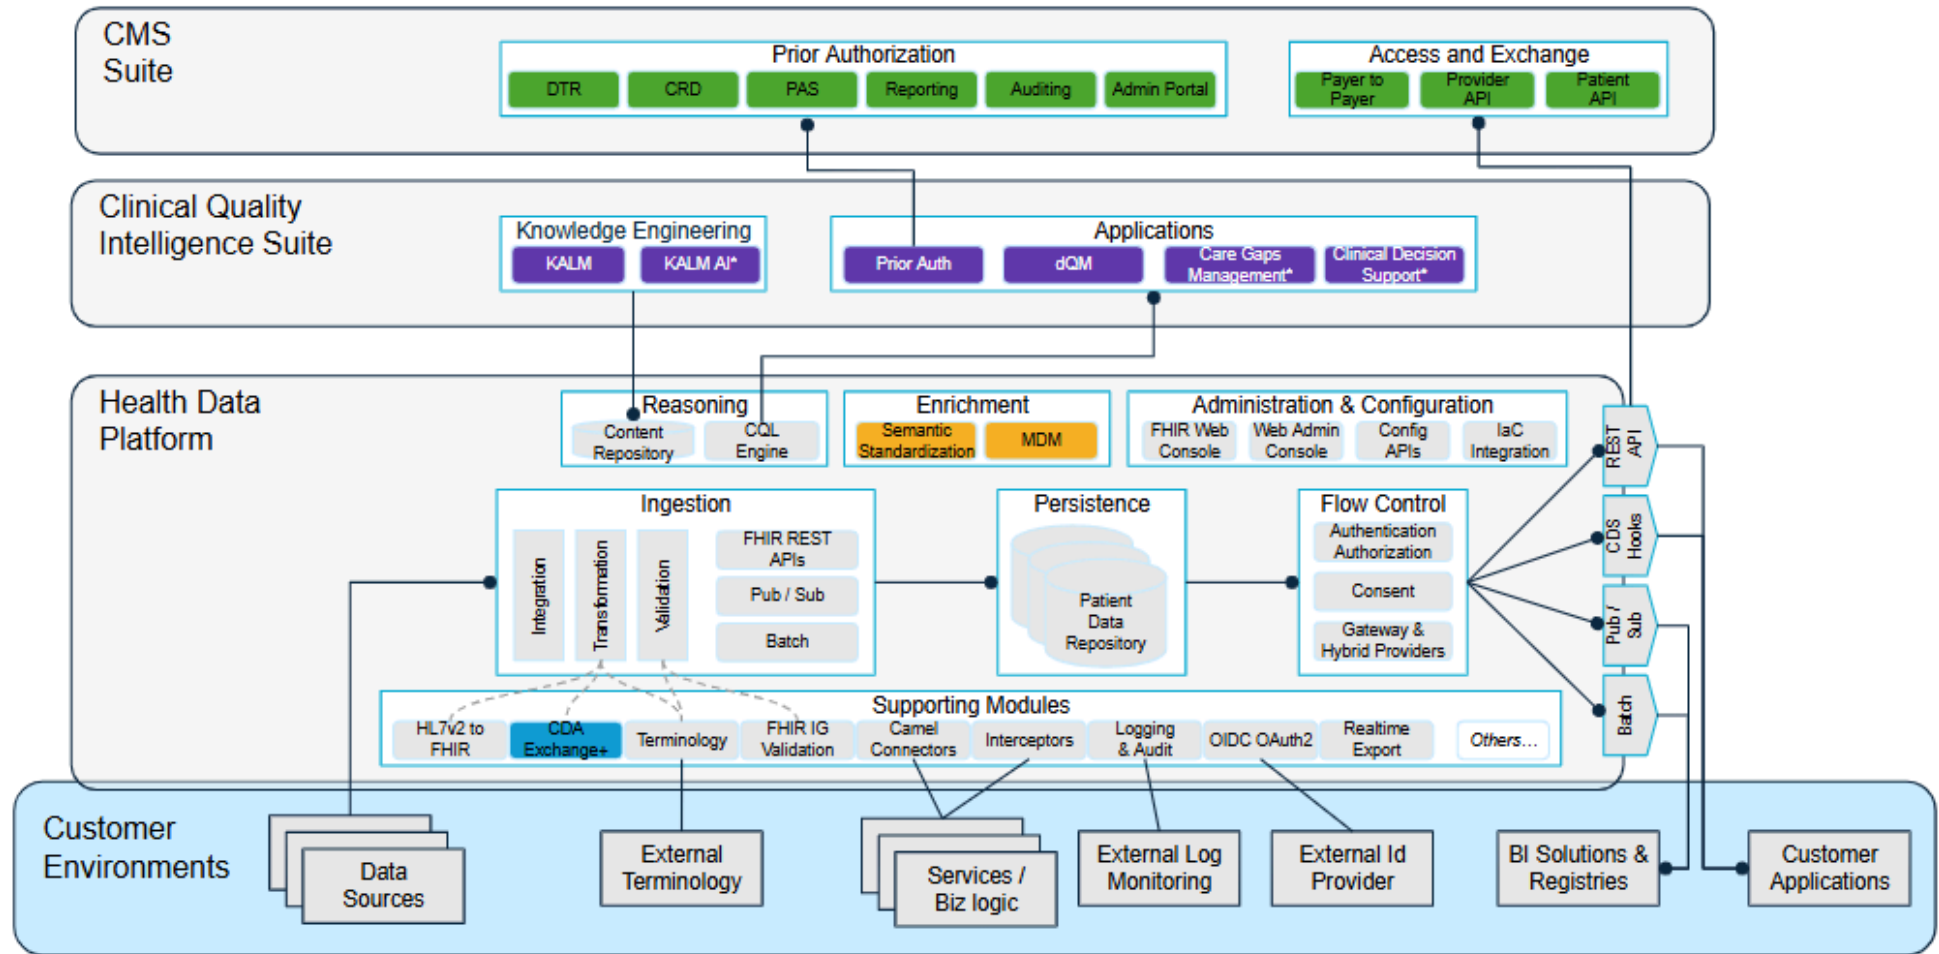 CMS
Suite
Prior Authorization
DTR
CRD
PAS
Reporting
Auditing
Admin Portal
Access and Exchange
Payer to
Payer
Provider
API
Patient
API
Clinical Quality
Intelligence Suite
Knowledge Engineering
KALM
KALM AI*
Applications
Prior Auth
dQM
Care Gaps
Management*
Clinical Decision
Support*
Health Data
Platform
Reasoning
Content
Repository
CQL
Engine
Enrichment
Semantic
Standardization
MDM
Administration & Configuration
FHIR Web
Console
Web Admin
Console
Config
APIs
IaC
Integration
REST
API
CDS
Hooks
Pub /
Sub
Batch
Ingestion
Integration
Transformation
Validation
FHIR REST
APIs
Pub / Sub
Batch
Persistence
Patient
Data
Repository
Flow Control
Authentication
Authorization
Consent
Gateway &
Hybrid Providers
Supporting Modules
HL7v2 to
FHIR
CDA
Exchange+
Terminology
FHIR IG
Validation
Camel
Connectors
Interceptors
Logging
& Audit
OIDC OAuth2
Realtime
Export
Others...
Customer
Environments
Data
Sources
External
Terminology
Services /
Biz logic
External Log
Monitoring
External Id
Provider
BI Solutions &
Registries
Customer
Applications